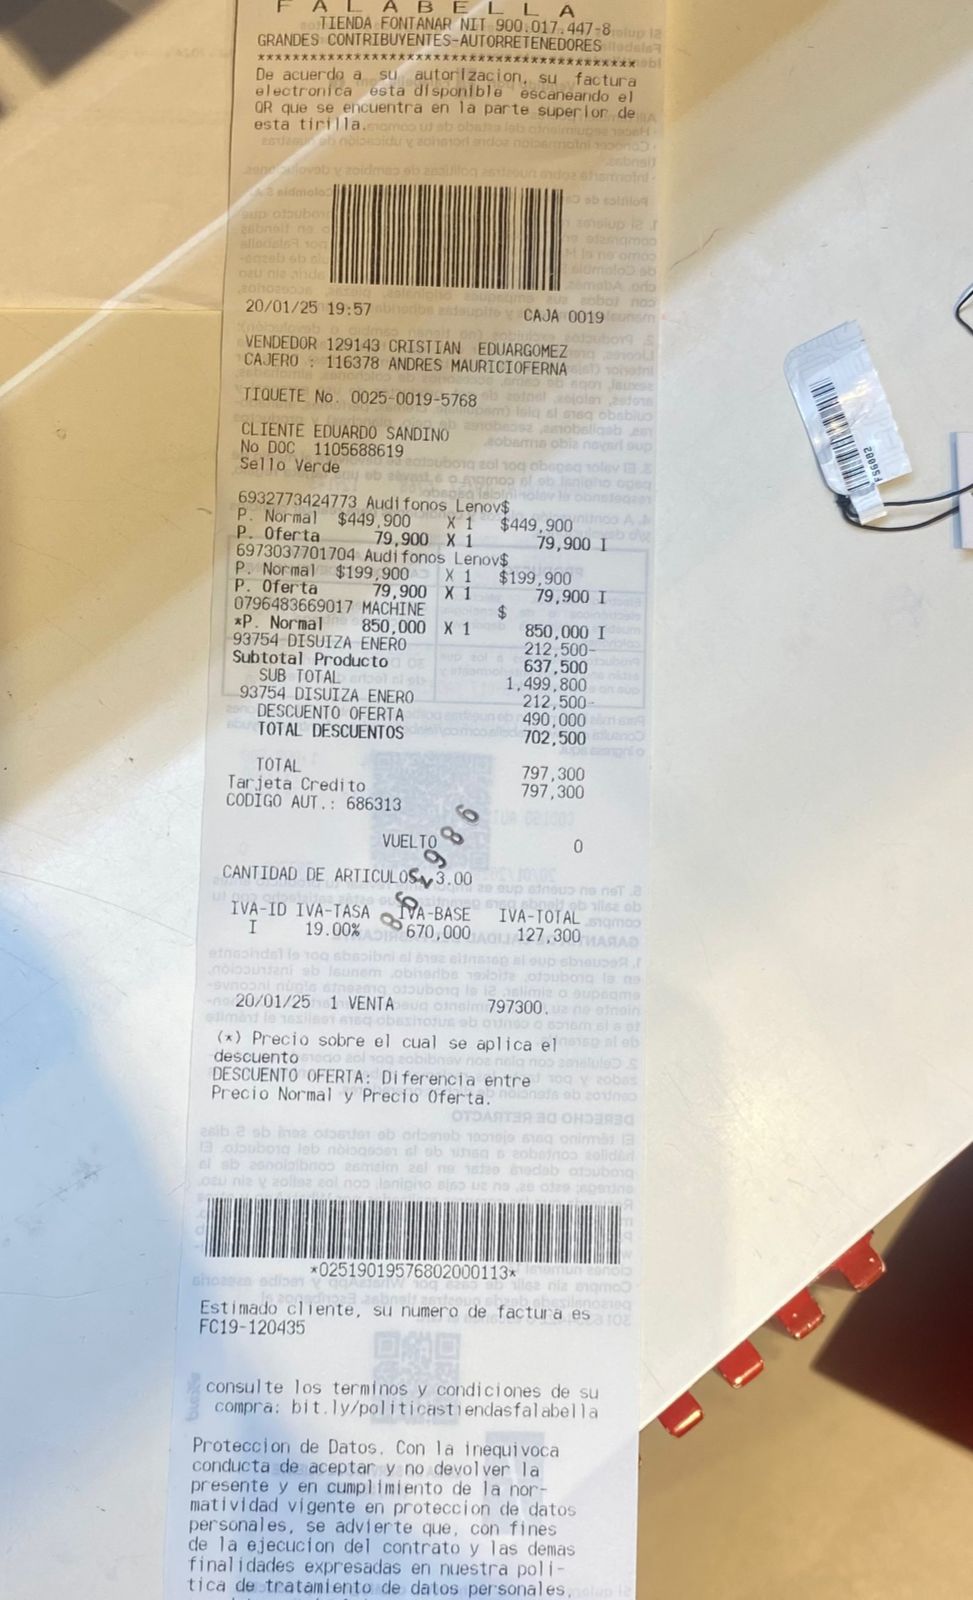 FALABELLA
TIENDA FONTANAR NIT 900.017.447-8
GRANDES CONTRIBUYENTES-AUTORRETENEDORES
******************************************
De acuerdo a su autorizacion, su factura
electronica esta disponible escaneando el
QR que se encuentra en la parte superior de
esta tirilla.
20/01/25 19:57 CAJA 0019
VENDEDOR 129143 CRISTIAN EDUARGOMEZ
CAJERO : 116378 ANDRES MAURICIOFERNA
TIQUETE No. 0025-0019-5768
CLIENTE EDUARDO SANDINO
No DOC 1105688619
Sello Verde
6932773424773 Audifonos Lenov$
P. Normal $449,900 X 1 $449,900
P. Oferta 79,900 X 1 79,900 I
6973037701704 Audifonos Lenov$
P. Normal $199,900 X 1 $199,900
P. Oferta 79,900 X 1 79,900 I
0796483669017 MACHINE $
*P. Normal 850,000 X 1 850,000 I
93754 DISUIZA ENERO 212,500-
Subtotal Producto 637,500
SUB TOTAL 1,499,800
93754 DISUIZA ENERO 212,500-
DESCUENTO OFERTA 490,000
TOTAL DESCUENTOS 702,500
TOTAL 797,300
Tarjeta Credito 797,300
CODIGO AUT.: 686313
VUELTO 0
CANTIDAD DE ARTICULOS 3.00
IVA-ID IVA-TASA IVA-BASE IVA-TOTAL
I 19.00% 670,000 127,300
20/01/25 1 VENTA 797300.
(*) Precio sobre el cual se aplica el
descuento
DESCUENTO OFERTA: Diferencia entre
Precio Normal y Precio Oferta.
*02519019576802000113*
Estimado cliente, su numero de factura es
FC19-120435
consulte los terminos y condiciones de su
compra: bit.ly/politicastiendasfalabella
Proteccion de Datos. Con la inequivoca
conducta de aceptar y no devolver la
presente y en cumplimiento de la nor-
matividad vigente en proteccion de datos
personales, se advierte que, con fines
de la ejecucion del contrato y las demas
finalidades expresadas en nuestra poli-
tica de tratamiento de datos personales,
FS6082